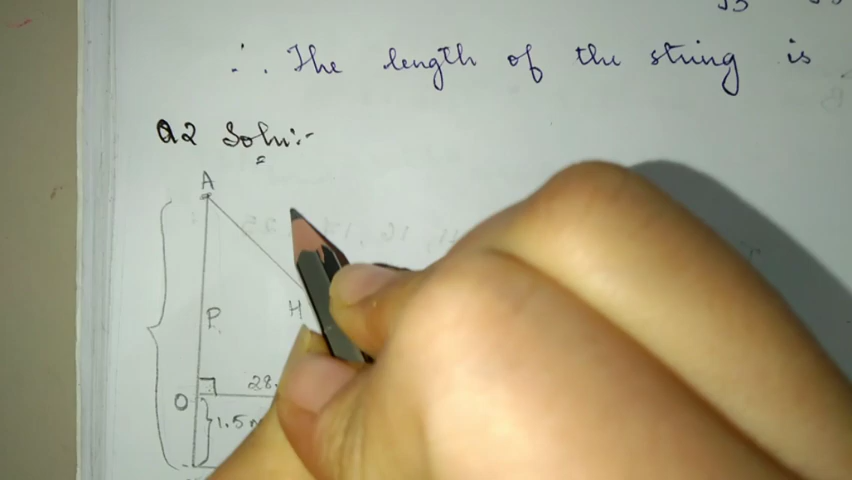 ∴ The length of the string is
Q2 Soln:-
A
P
H
28.
O
1.5 m